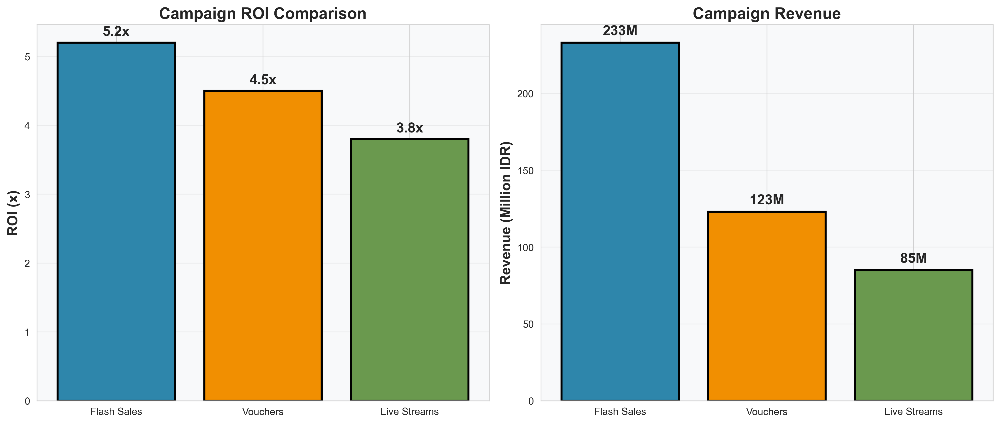 Campaign ROI Comparison
ROI (x)
5
4
3
2
1
0
5.2x
4.5x
3.8x
Flash Sales
Vouchers
Live Streams
Campaign Revenue
Revenue (Million IDR)
200
150
100
50
0
233M
123M
85M
Flash Sales
Vouchers
Live Streams